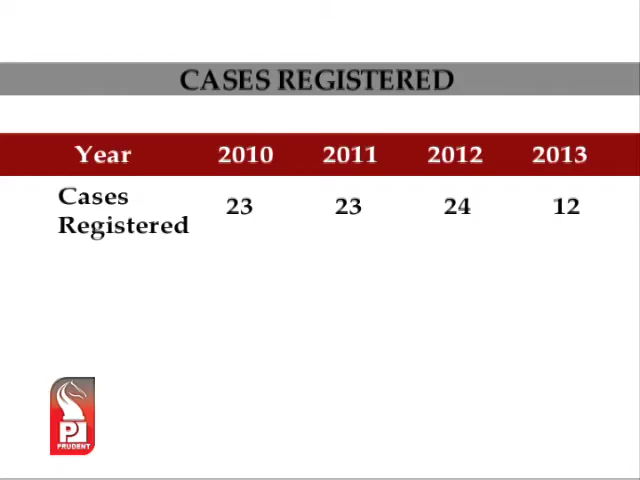 CASES REGISTERED
Year 2010 2011 2012 2013
Cases Registered 23 23 24 12
P
PRUDENT